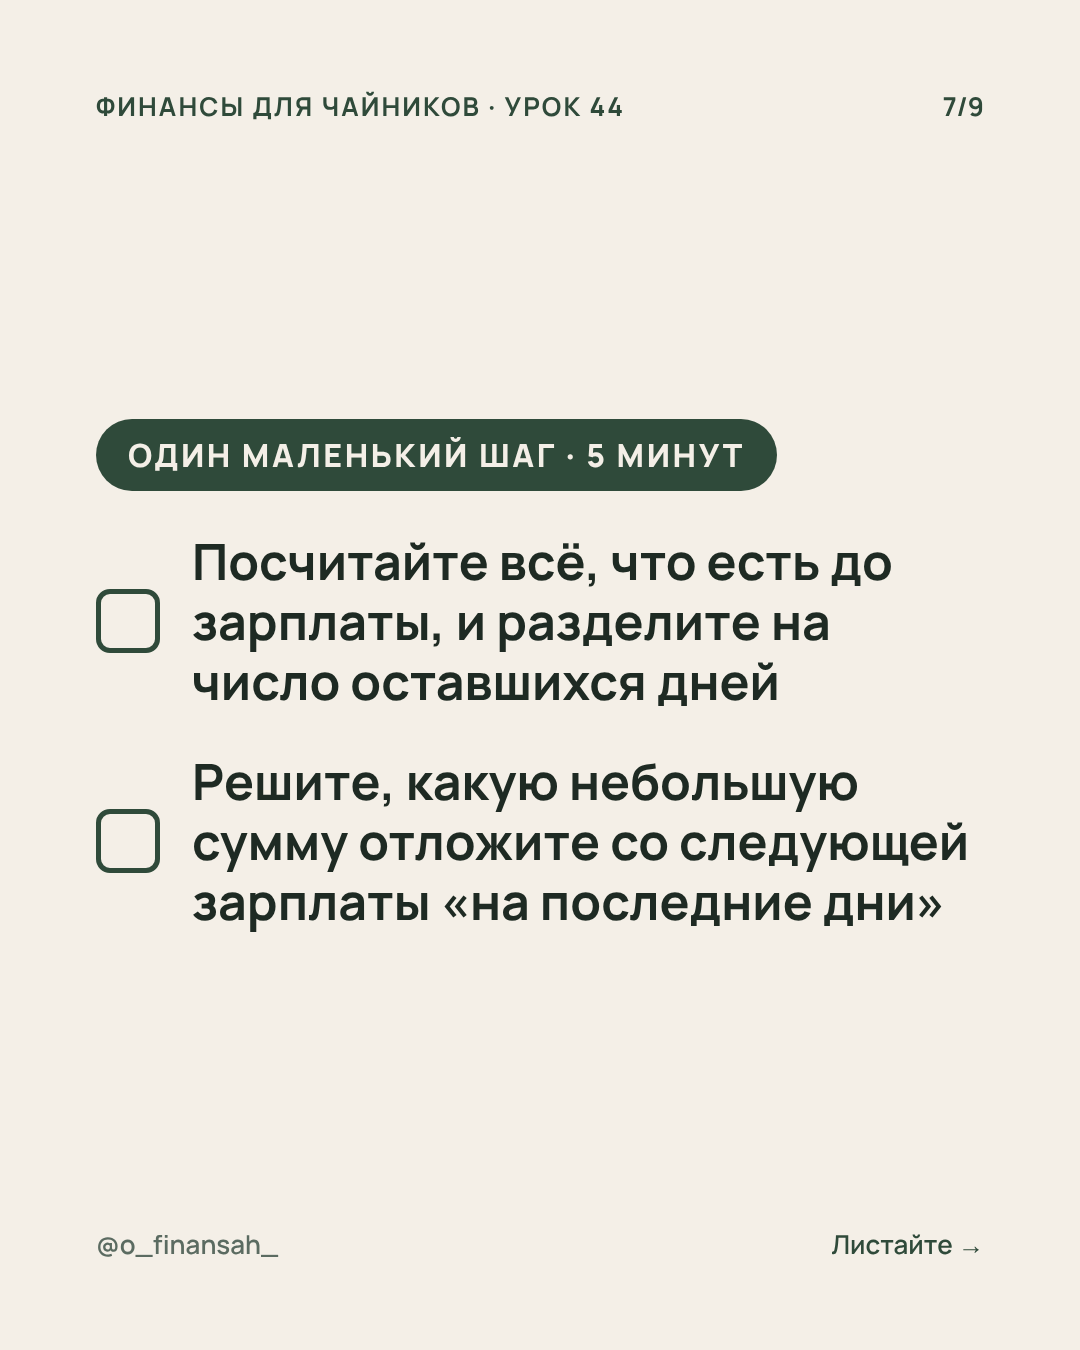 ФИНАНСЫ ДЛЯ ЧАЙНИКОВ · УРОК 44
7/9
ОДИН МАЛЕНЬКИЙ ШАГ · 5 МИНУТ
Посчитайте всё, что есть до
зарплаты, и разделите на
число оставшихся дней
Решите, какую небольшую
сумму отложите со следующей
зарплаты «на последние дни»
@o_finansah_
Листайте →